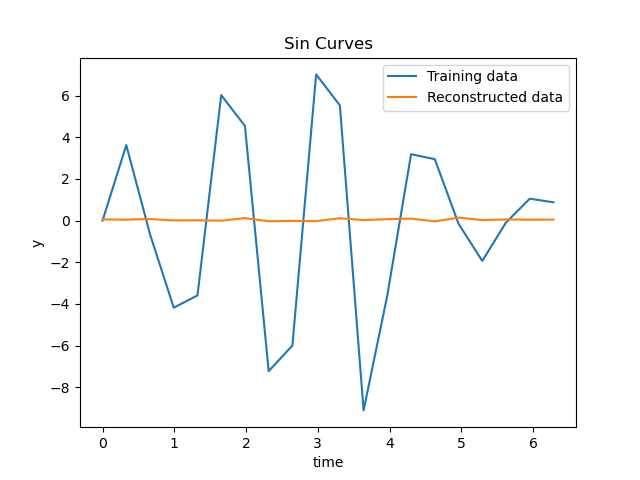 Sin Curves
Training data
Reconstructed data
6
4
2
0
−2
−4
−6
−8
y
0 1 2 3 4 5 6
time